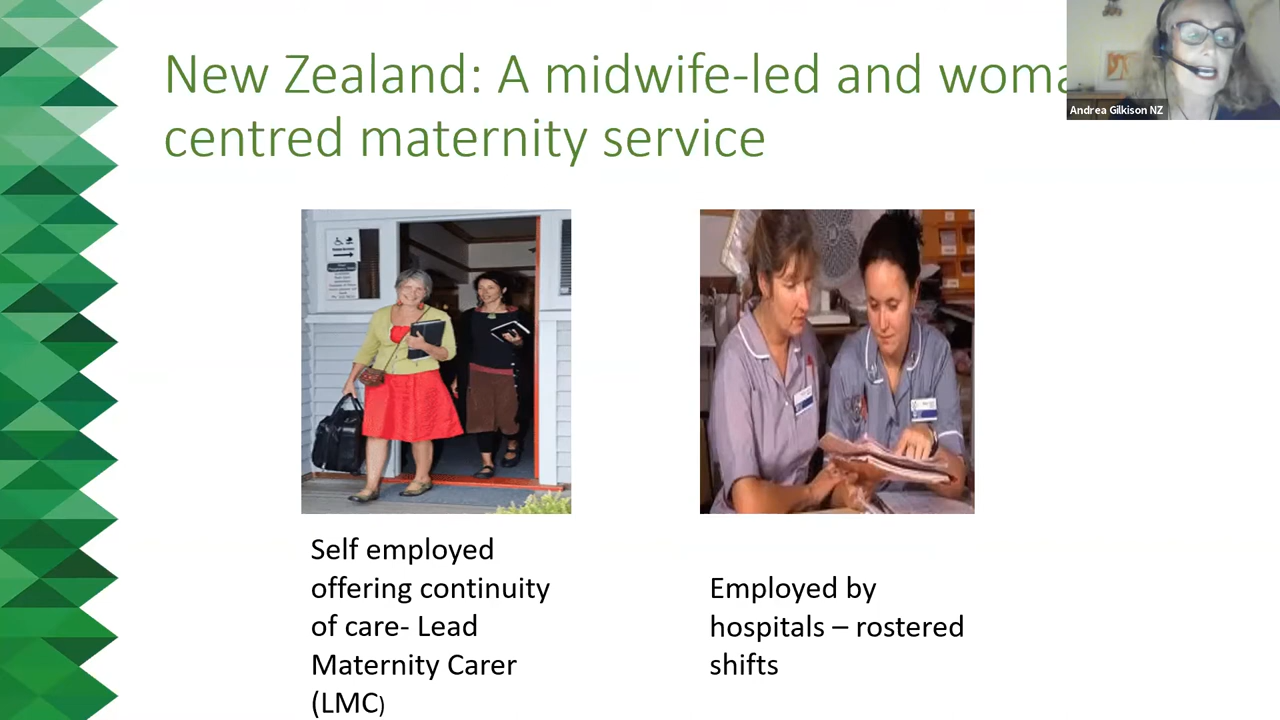 New Zealand: A midwife-led and woma
centred maternity service
Andrea Gilkison NZ
Self employed
offering continuity
of care- Lead
Maternity Carer
(LMC)
Employed by
hospitals – rostered
shifts